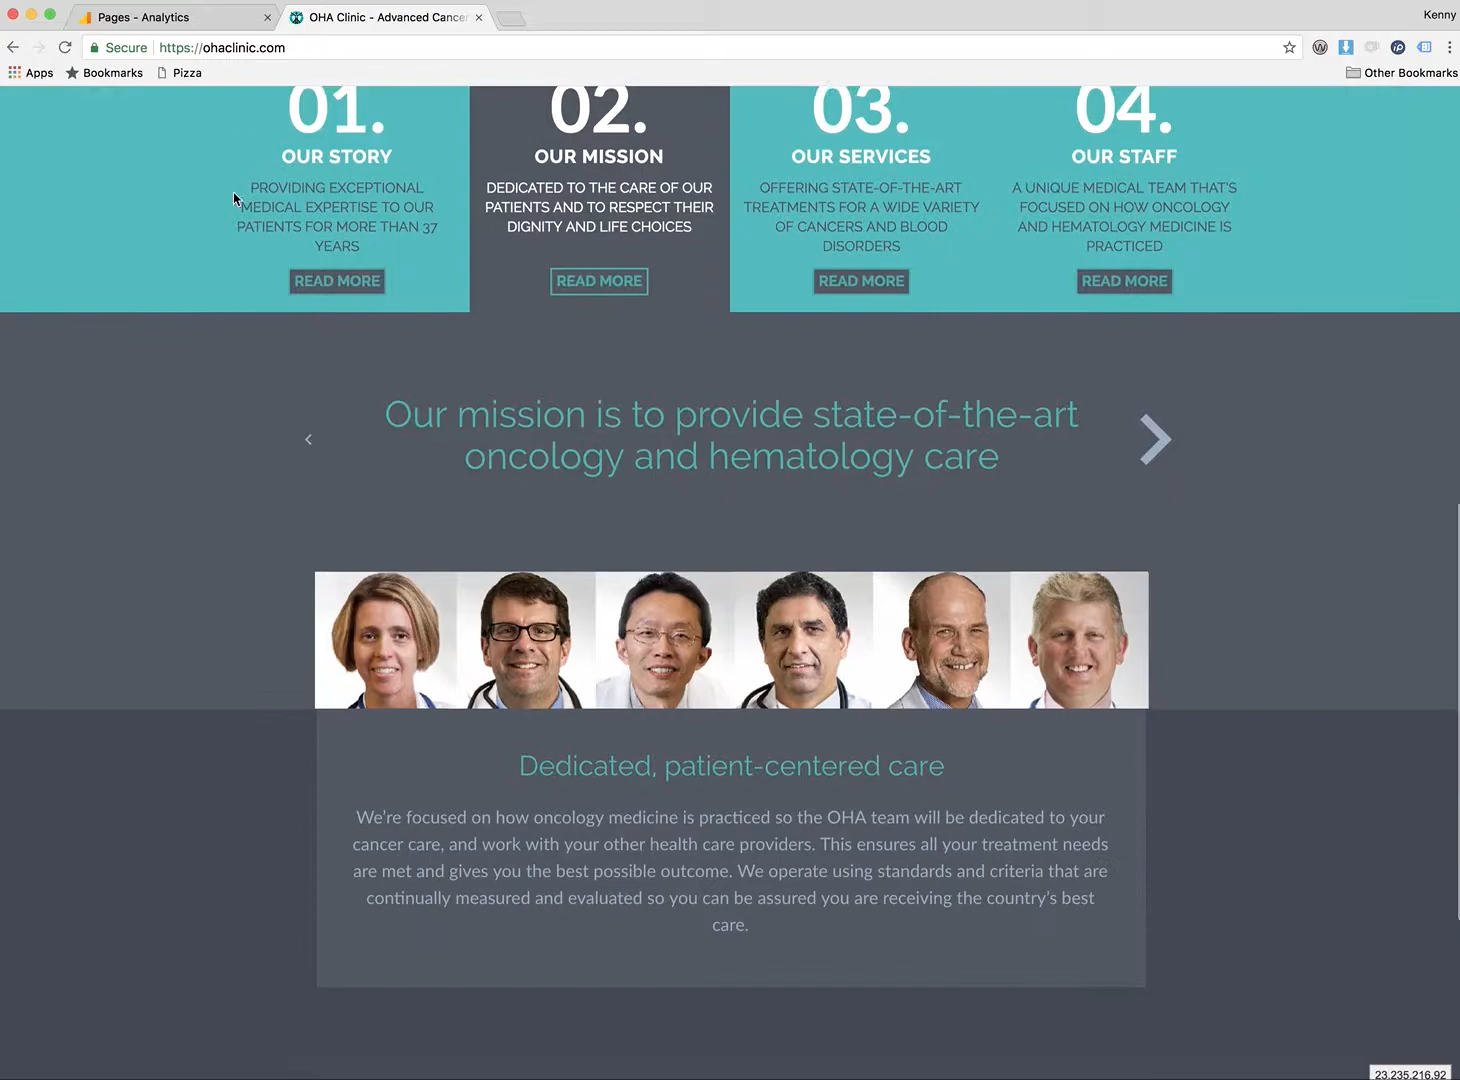 Pages - Analytics
OHA Clinic - Advanced Cance
Kenny
Secure https://ohaclinic.com
Apps Bookmarks Pizza Other Bookmarks
01.
OUR STORY
PROVIDING EXCEPTIONAL
MEDICAL EXPERTISE TO OUR
PATIENTS FOR MORE THAN 37
YEARS
READ MORE
02.
OUR MISSION
DEDICATED TO THE CARE OF OUR
PATIENTS AND TO RESPECT THEIR
DIGNITY AND LIFE CHOICES
READ MORE
03.
OUR SERVICES
OFFERING STATE-OF-THE-ART
TREATMENTS FOR A WIDE VARIETY
OF CANCERS AND BLOOD
DISORDERS
READ MORE
04.
OUR STAFF
A UNIQUE MEDICAL TEAM THAT'S
FOCUSED ON HOW ONCOLOGY
AND HEMATOLOGY MEDICINE IS
PRACTICED
READ MORE
Our mission is to provide state-of-the-art
oncology and hematology care
Dedicated, patient-centered care
We're focused on how oncology medicine is practiced so the OHA team will be dedicated to your
cancer care, and work with your other health care providers. This ensures all your treatment needs
are met and gives you the best possible outcome. We operate using standards and criteria that are
continually measured and evaluated so you can be assured you are receiving the country's best
care.
23.235.216.92